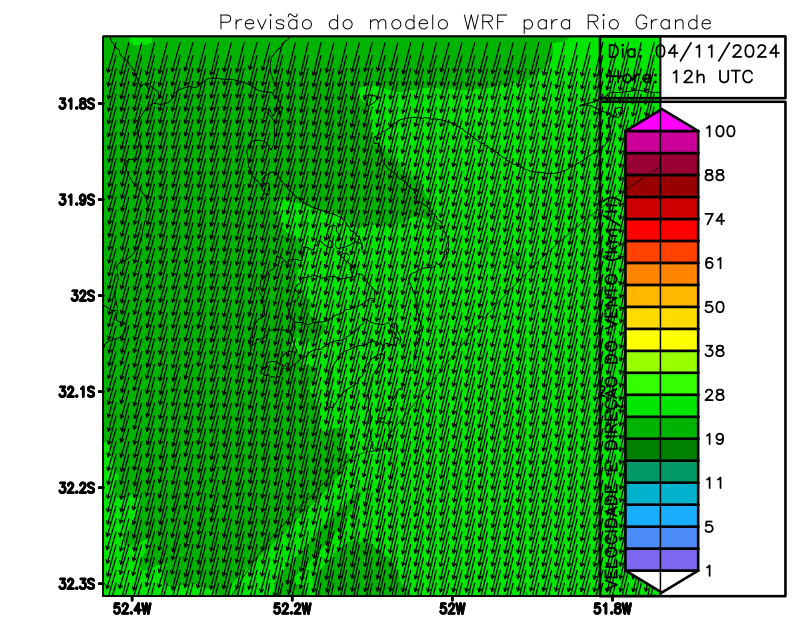 Previsão do modelo WRF para Rio Grande
Dia: 04/11/2024
Hora: 12h UTC
31.8S
31.9S
32S
32.1S
32.2S
32.3S
52.4W
52.2W
52W
51.8W
VELOCIDADE E DIREÇÃO DO VENTO (km/h)
100
88
74
61
50
38
28
19
11
5
1